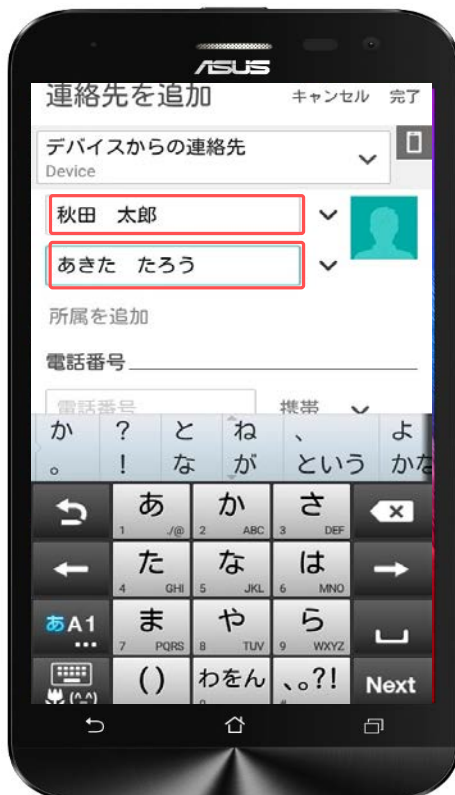 ASUS
連絡先を追加 キャンセル 完了
デバイスからの連絡先
Device
秋田 太郎
あきた たろう
所属を追加
電話番号
電話番号 携帯
か ? と ね 、 よ
。 ! な が という かな
あ か さ
1 ./@ 2 ABC 3 DEF
た な は
4 GHI 5 JKL 6 MNO
あA1 ま や ら
7 PQRS 8 TUV 9 WXYZ
(^_^) () わをん 、。?! Next